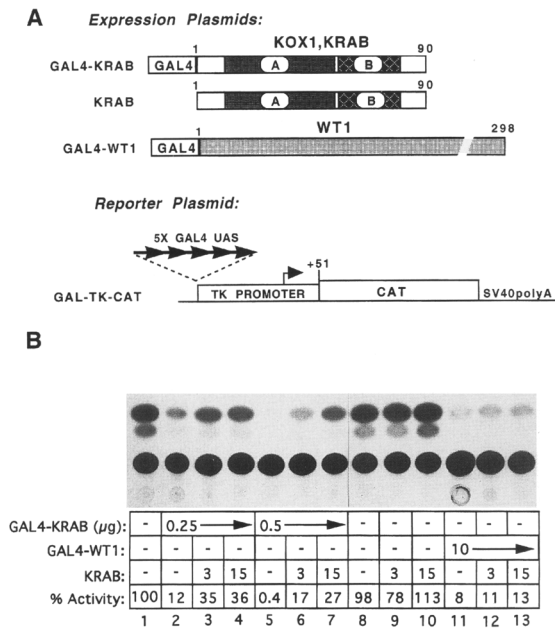 A
Expression Plasmids:
1 KOX1,KRAB 90
GAL4-KRAB GAL4 A B
1 90
KRAB A B
1 WT1 298
GAL4-WT1 GAL4
Reporter Plasmid:
5X GAL4 UAS
+51
GAL-TK-CAT TK PROMOTER CAT SV40polyA
B
GAL4-KRAB (µg): - 0.25 0.5 - - - - - -
GAL4-WT1: - - - - - - - - - - 10
KRAB: - - 3 15 - 3 15 - 3 15 - 3 15
% Activity: 100 12 35 36 0.4 17 27 98 78 113 8 11 13
1 2 3 4 5 6 7 8 9 10 11 12 13